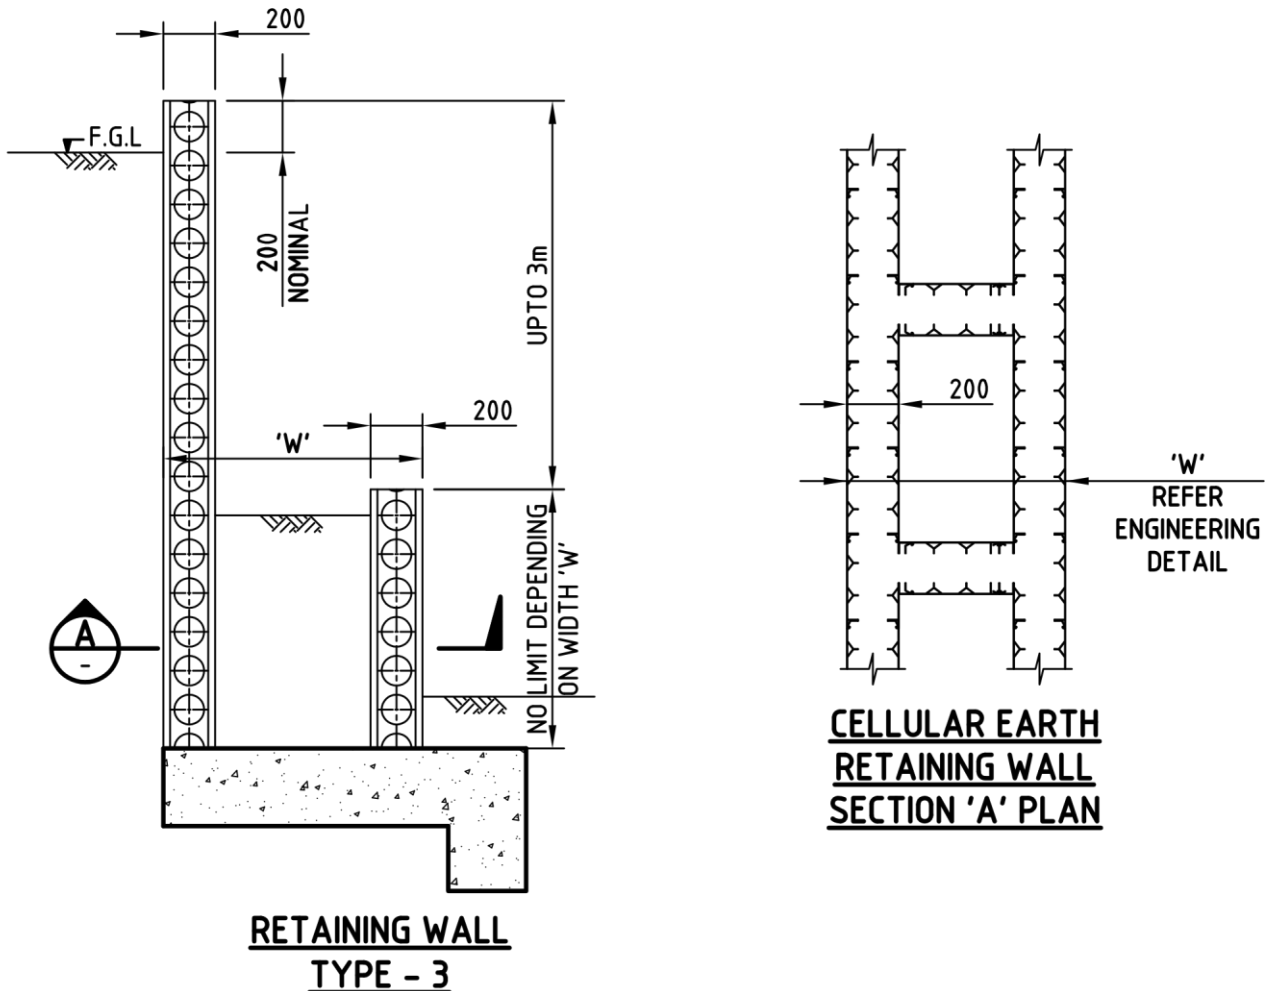 200
F.G.L
200
NOMINAL
UPTO 3m
'W'
200
NO LIMIT DEPENDING
ON WIDTH 'W'
A
-
RETAINING WALL
TYPE - 3
200
'W'
REFER
ENGINEERING
DETAIL
CELLULAR EARTH
RETAINING WALL
SECTION 'A' PLAN